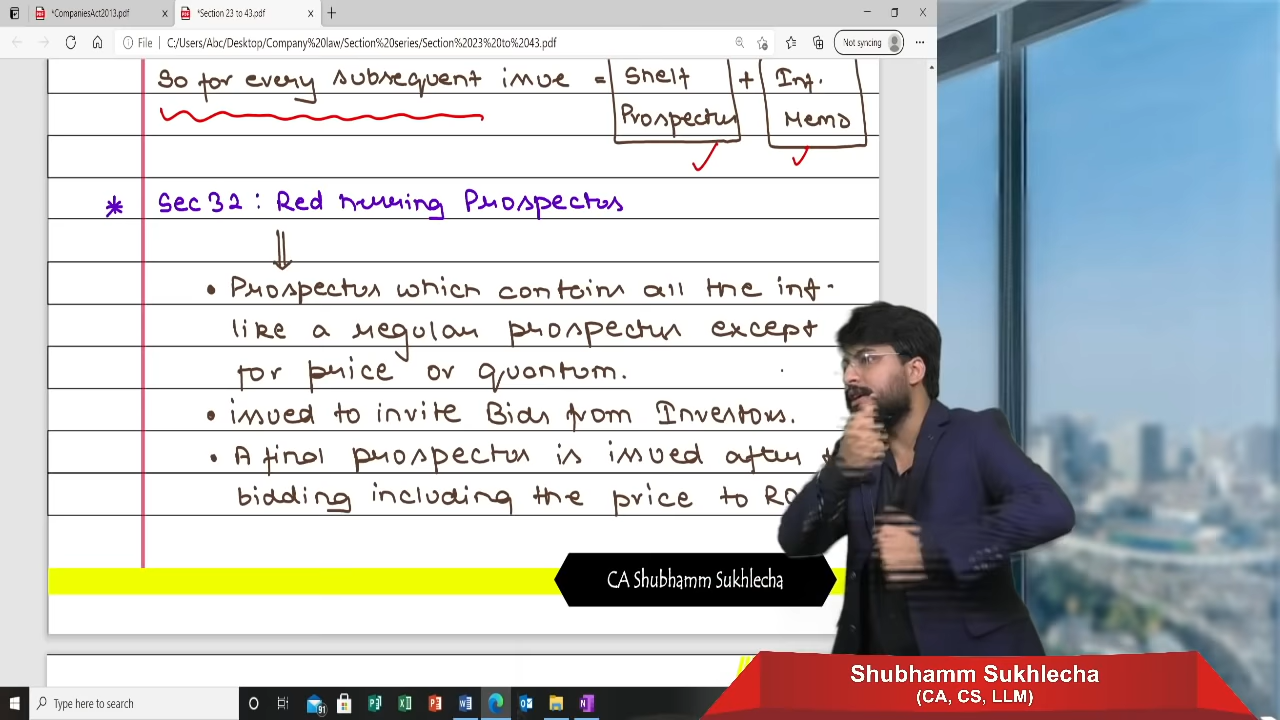 *CompaniesAct2013.pdf
*Section 23 to 43.pdf
File
C:/Users/Abc/Desktop/Company%20law/Section%20series/Section%2023%20to%2043.pdf
Not syncing
So for every subsequent issue = Shelf Prospectus + Inf. Memo
* Sec 32 : Red herring Prospectus
• Prospectus which contains all the inf.
like a regular prospectus except
for price or quantum.
• issued to invite Bids from Investors.
• A final prospectus is issued after
bidding including the price to
CA Shubhamm Sukhlecha
Shubhamm Sukhlecha
(CA, CS, LLM)
Type here to search
91